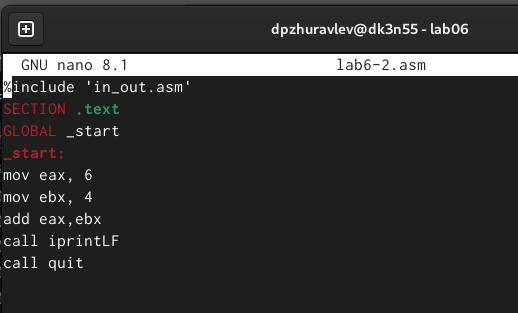 dpzhuravlev@dk3n55 - lab06
GNU nano 8.1 lab6-2.asm
%include 'in_out.asm'
SECTION .text
GLOBAL _start
_start:
mov eax, 6
mov ebx, 4
add eax,ebx
call iprintLF
call quit